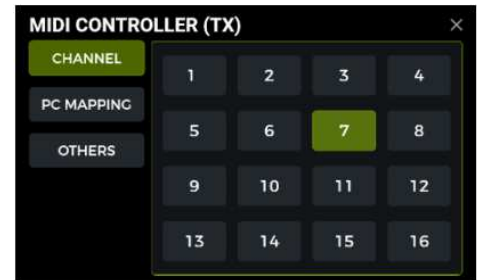 MIDI CONTROLLER (TX)
CHANNEL
PC MAPPING
OTHERS
1 2 3 4
5 6 7 8
9 10 11 12
13 14 15 16